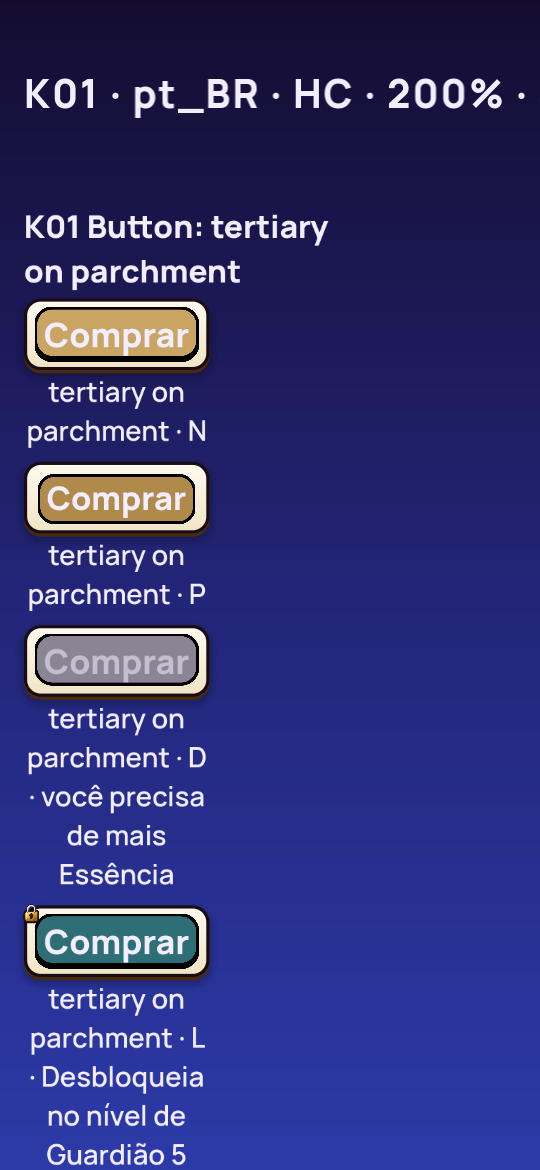 K01 · pt_BR · HC · 200% ·
K01 Button: tertiary
on parchment
Comprar
tertiary on
parchment · N
Comprar
tertiary on
parchment · P
Comprar
tertiary on
parchment · D
· você precisa
de mais
Essência
Comprar
tertiary on
parchment · L
· Desbloqueia
no nível de
Guardião 5